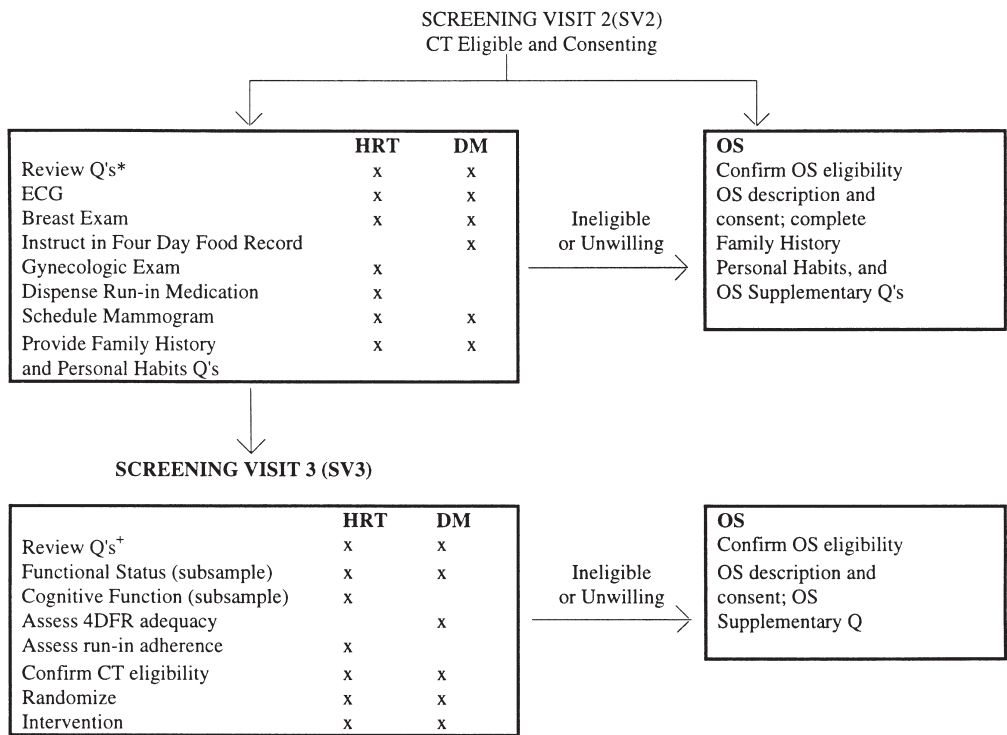 SCREENING VISIT 2(SV2)
CT Eligible and Consenting
HRT DM
Review Q's* x x
ECG x x
Breast Exam x x
Instruct in Four Day Food Record x
Gynecologic Exam x
Dispense Run-in Medication x
Schedule Mammogram x x
Provide Family History x x
and Personal Habits Q's
Ineligible
or Unwilling
OS
Confirm OS eligibility
OS description and
consent; complete
Family History
Personal Habits, and
OS Supplementary Q's
SCREENING VISIT 3 (SV3)
HRT DM
Review Q's+ x x
Functional Status (subsample) x x
Cognitive Function (subsample) x
Assess 4DFR adequacy x
Assess run-in adherence x
Confirm CT eligibility x x
Randomize x x
Intervention x x
Ineligible
or Unwilling
OS
Confirm OS eligibility
OS description and
consent; OS
Supplementary Q